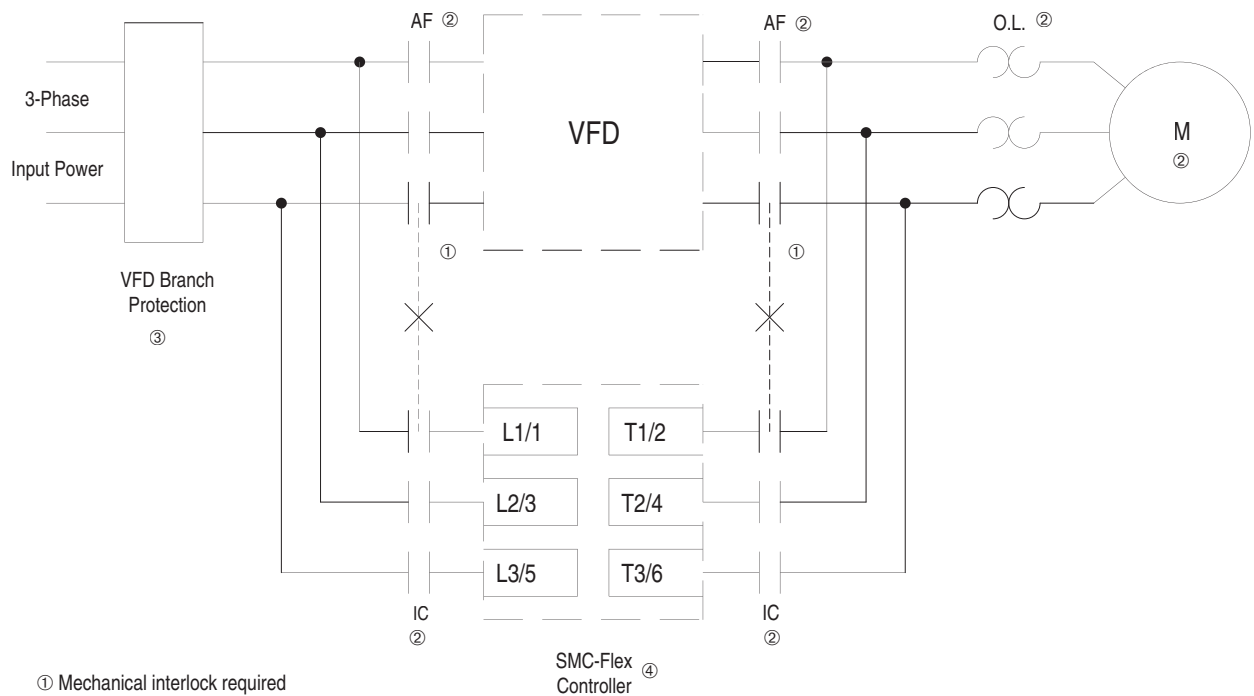 AF ②
AF ②
O.L. ②
3-Phase
Input Power
VFD
M
②
①
①
VFD Branch
Protection
③
L1/1
T1/2
L2/3
T2/4
L3/5
T3/6
IC
②
IC
②
SMC-Flex ④
Controller
① Mechanical interlock required